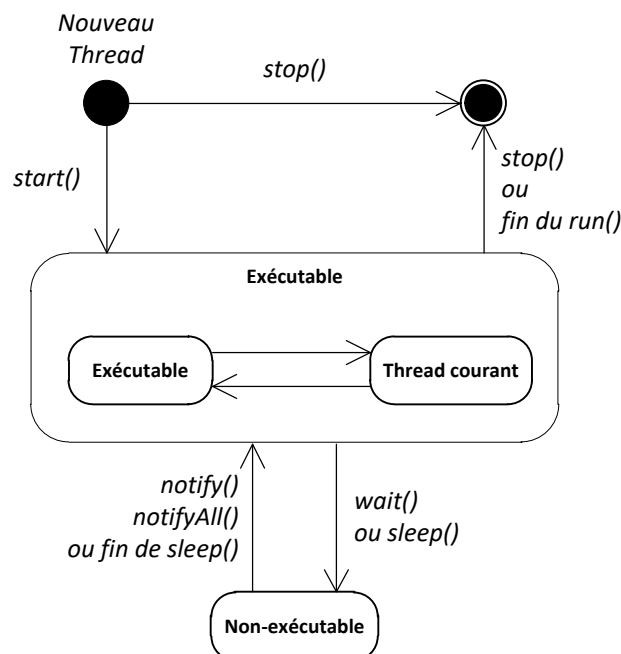 Nouveau
Thread
stop()
start()
stop()
ou
fin du run()
Exécutable
Exécutable
Thread courant
notify()
notifyAll()
ou fin de sleep()
wait()
ou sleep()
Non-exécutable